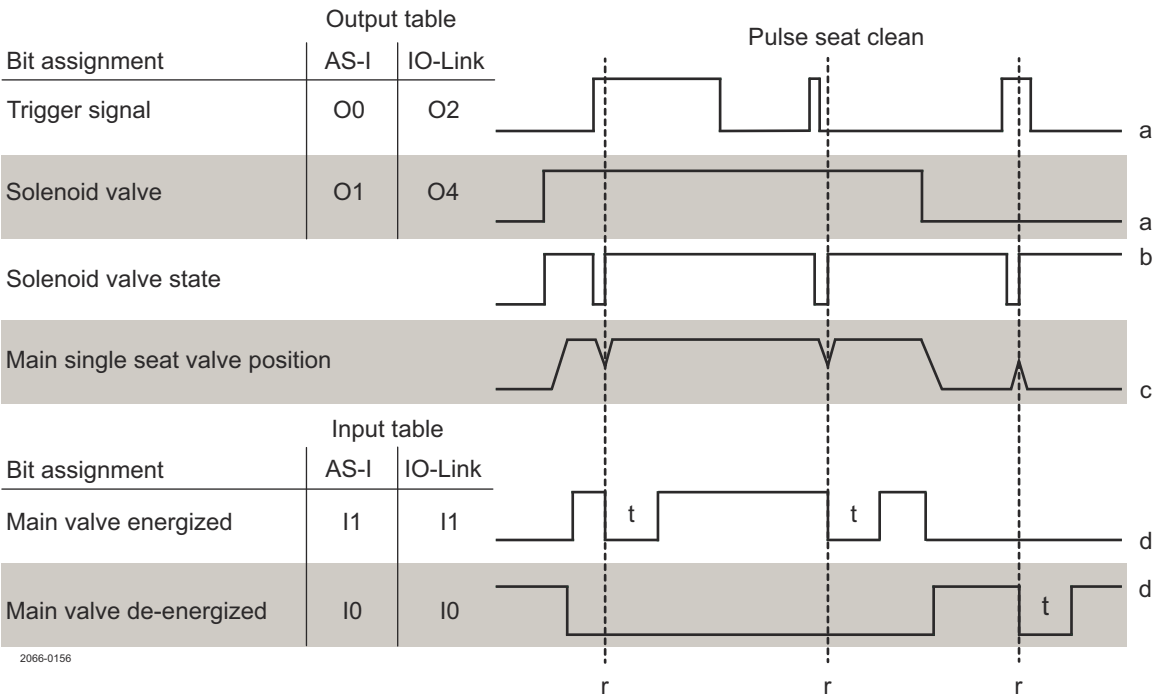 Output table
Pulse seat clean
Bit assignment AS-I IO-Link
Trigger signal O0 O2
a
Solenoid valve O1 O4
a
Solenoid valve state
b
Main single seat valve position
c
Input table
Bit assignment AS-I IO-Link
Main valve energized I1 I1
t t
d
Main valve de-energized I0 I0
t
d
2066-0156
r r r